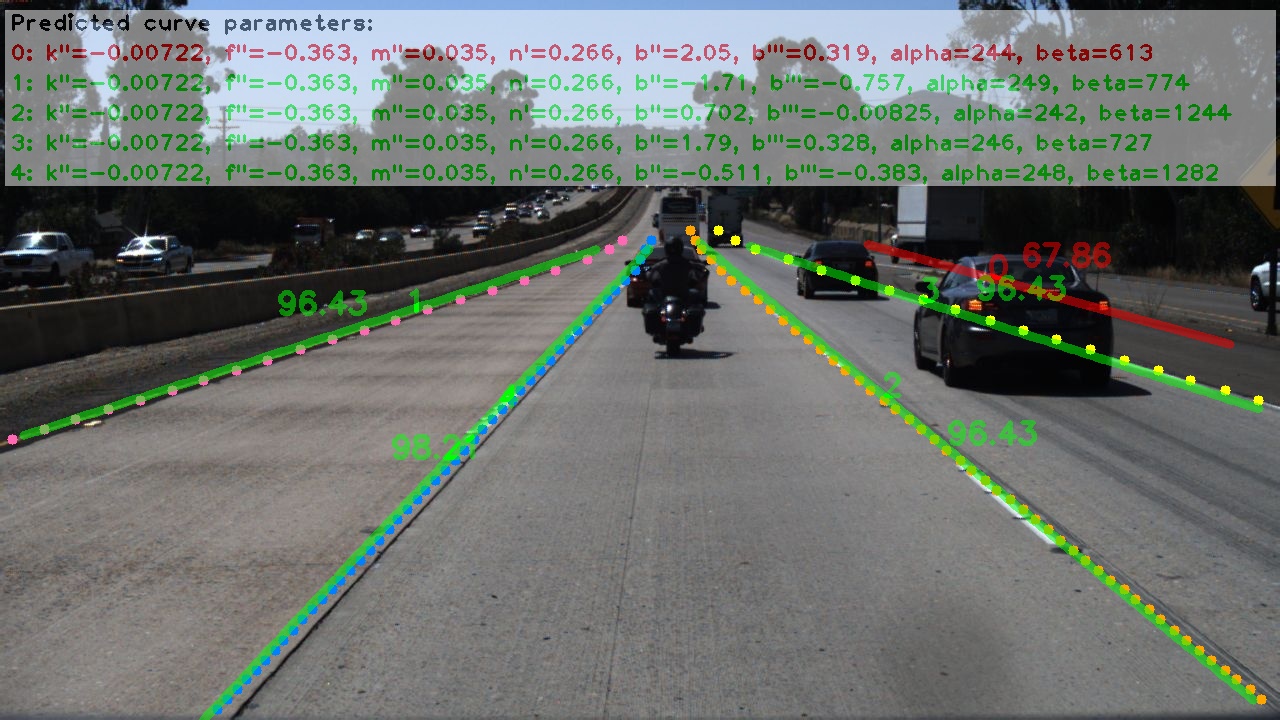 Predicted curve parameters:
0: k''=-0.00722, f''=-0.363, m''=0.035, n'=0.266, b''=2.05, b'''=0.319, alpha=244, beta=613
1: k''=-0.00722, f''=-0.363, m''=0.035, n'=0.266, b''=-1.71, b'''=-0.757, alpha=249, beta=774
2: k''=-0.00722, f''=-0.363, m''=0.035, n'=0.266, b''=0.702, b'''=-0.00825, alpha=242, beta=1244
3: k''=-0.00722, f''=-0.363, m''=0.035, n'=0.266, b''=1.79, b'''=0.328, alpha=246, beta=727
4: k''=-0.00722, f''=-0.363, m''=0.035, n'=0.266, b''=-0.511, b'''=-0.383, alpha=248, beta=1282
0 67.86
3 96.43
96.43 1
2
96.43